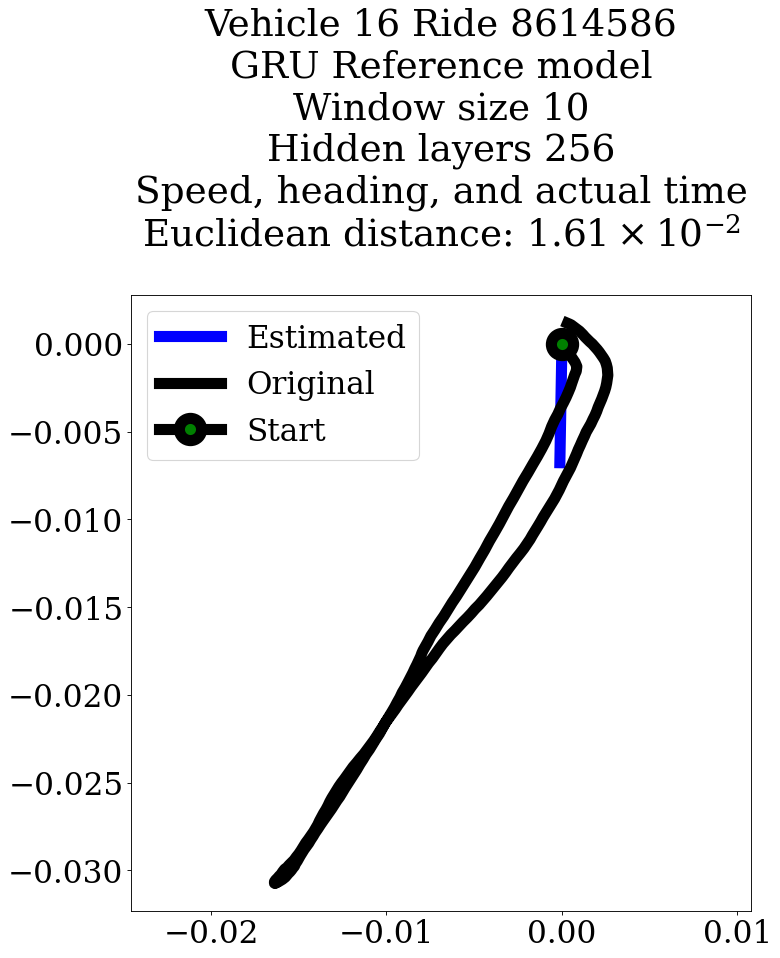 Vehicle 16 Ride 8614586
GRU Reference model
Window size 10
Hidden layers 256
Speed, heading, and actual time
Euclidean distance: 1.61 × 10⁻²
Estimated
Original
Start
0.000
−0.005
−0.010
−0.015
−0.020
−0.025
−0.030
−0.02 −0.01 0.00 0.01